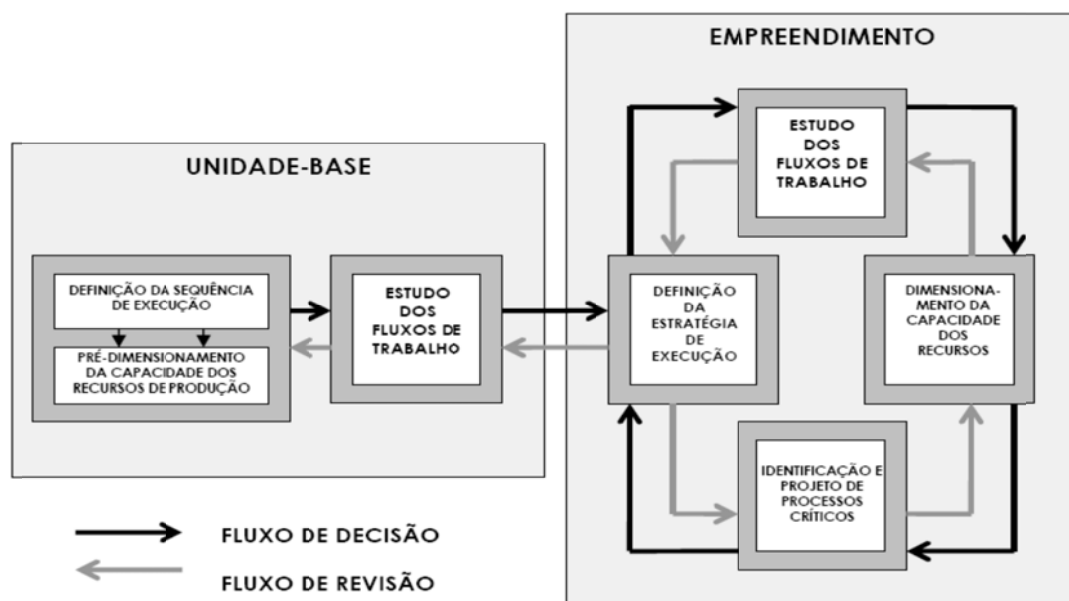 EMPREENDIMENTO
UNIDADE-BASE
DEFINIÇÃO DA SEQUÊNCIA
DE EXECUÇÃO
PRÉ-DIMENSIONAMENTO
DA CAPACIDADE DOS
RECURSOS DE PRODUÇÃO
ESTUDO
DOS
FLUXOS DE
TRABALHO
DEFINIÇÃO
DA
ESTRATÉGIA
DE
EXECUÇÃO
ESTUDO
DOS
FLUXOS DE
TRABALHO
DIMENSIONA-
MENTO DA
CAPACIDADE
DOS
RECURSOS
IDENTIFICAÇÃO E
PROJETO DE
PROCESSOS
CRÍTICOS
FLUXO DE DECISÃO
FLUXO DE REVISÃO